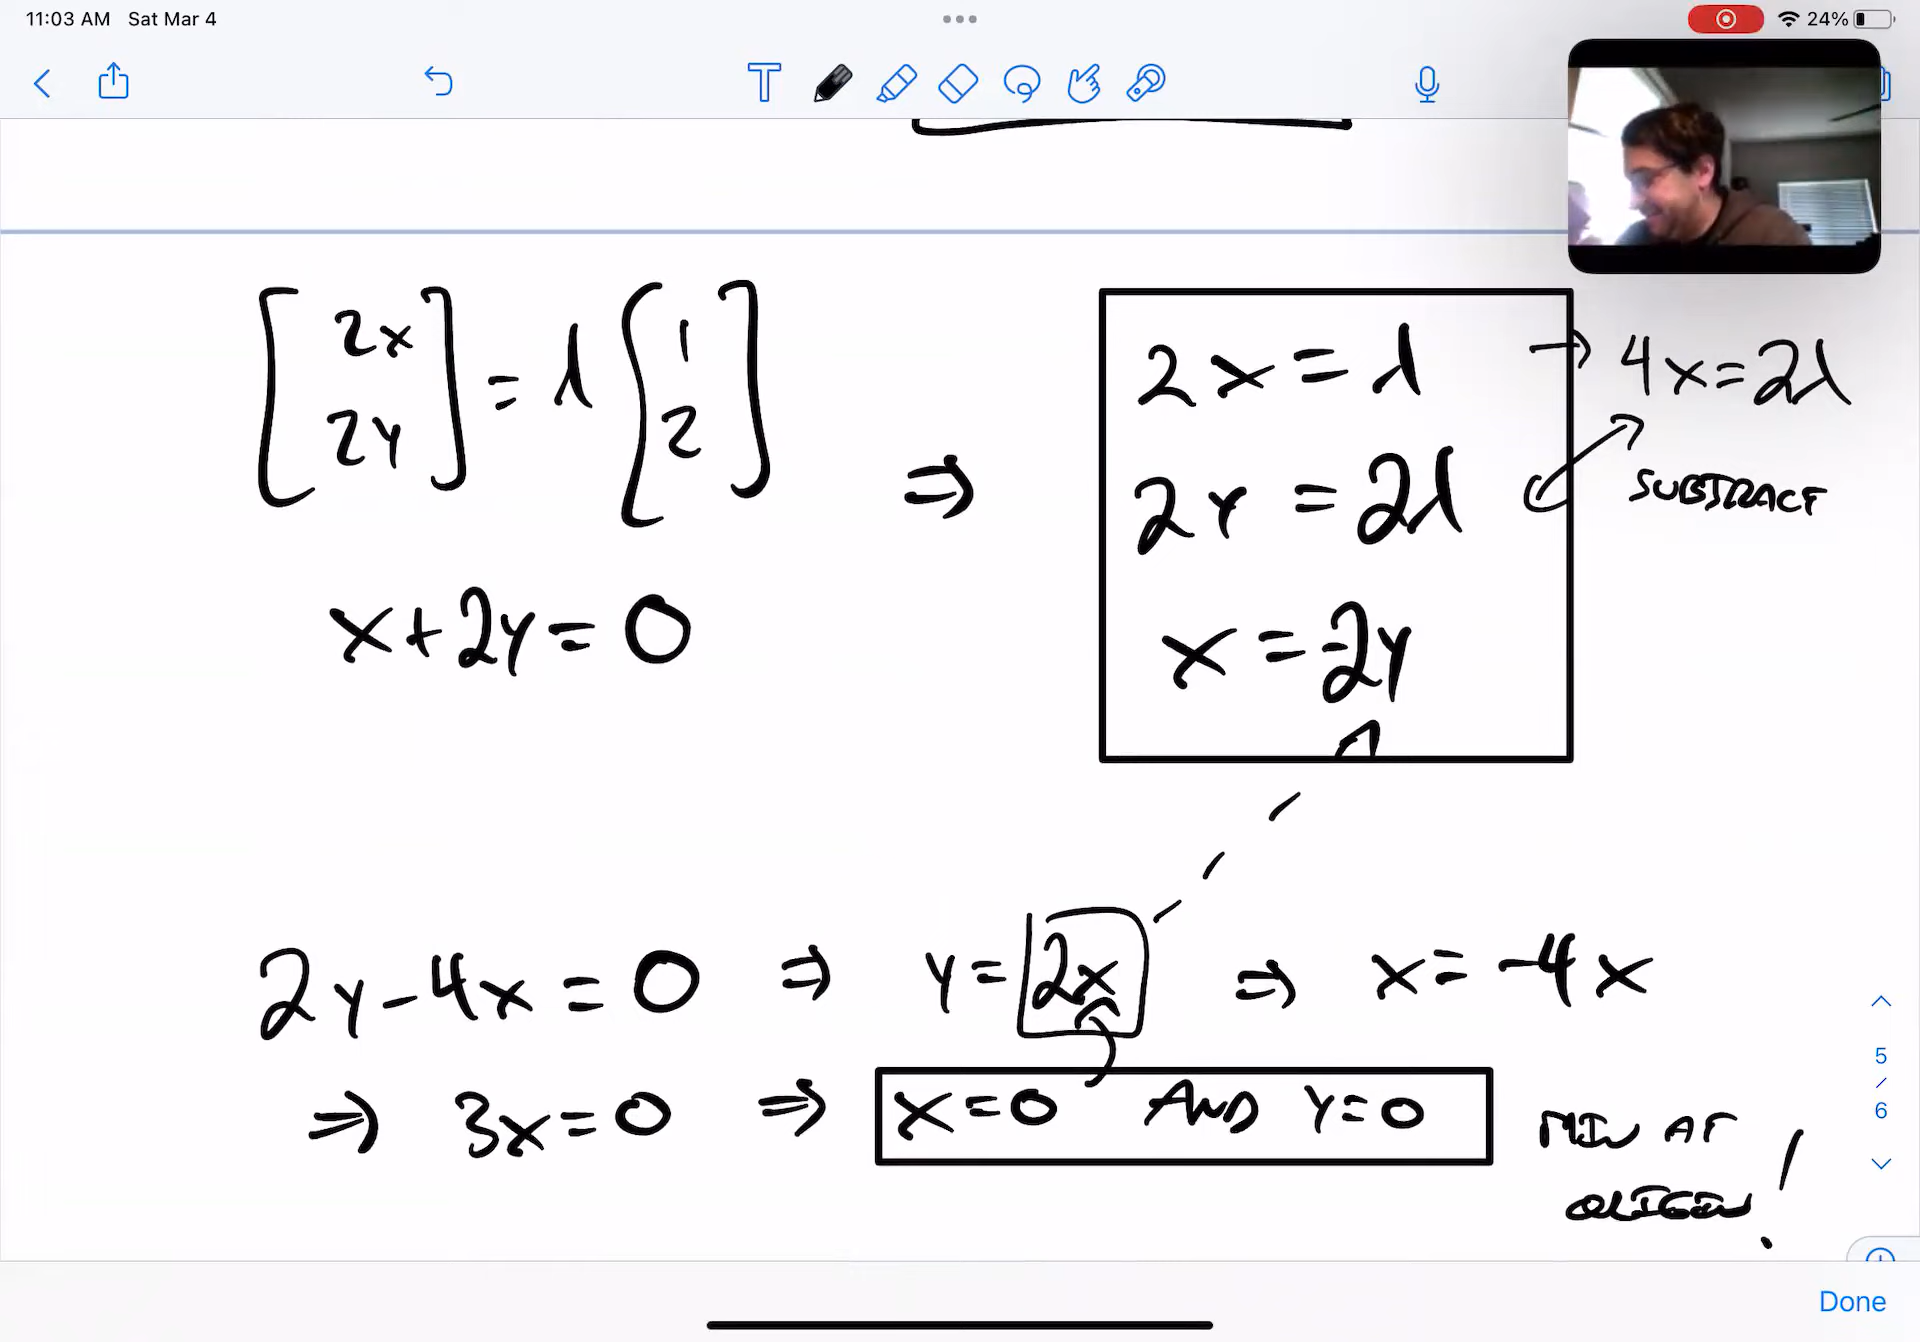 11:03 AM Sat Mar 4
24%
[2x 2y] = λ [1 2]
x+2y=0
⇒
2x=λ → 4x=2λ
2y=2λ SUBTRACT
x=-2y
2y-4x=0 ⇒ y=2x ⇒ x=-4x
⇒ 3x=0 ⇒ x=0 AND y=0
MIN AT
ORIGIN!
5
/
6
Done